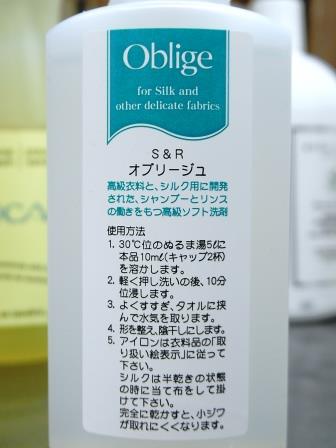 Oblige
for Silk and
other delicate fabrics
S & R
オブリージュ
高級衣料と、シルク用に開発
された、シャンプーとリンス
の働きをもつ高級ソフト洗剤
使用方法
1. 30℃位のぬるま湯5ℓに
本品10mℓ(キャップ2杯)
を溶かします。
2. 軽く押し洗いの後、10分
位浸します。
3. よくすすぎ、タオルに挟
んで水気を取ります。
4. 形を整え、陰干しにします。
5. アイロンは衣料品の「取
り扱い絵表示」に従って
下さい。
シルクは半乾きの状態
の時に当て布をして掛
けて下さい。
完全に乾かすと、小ジワ
が取れにくくなります。